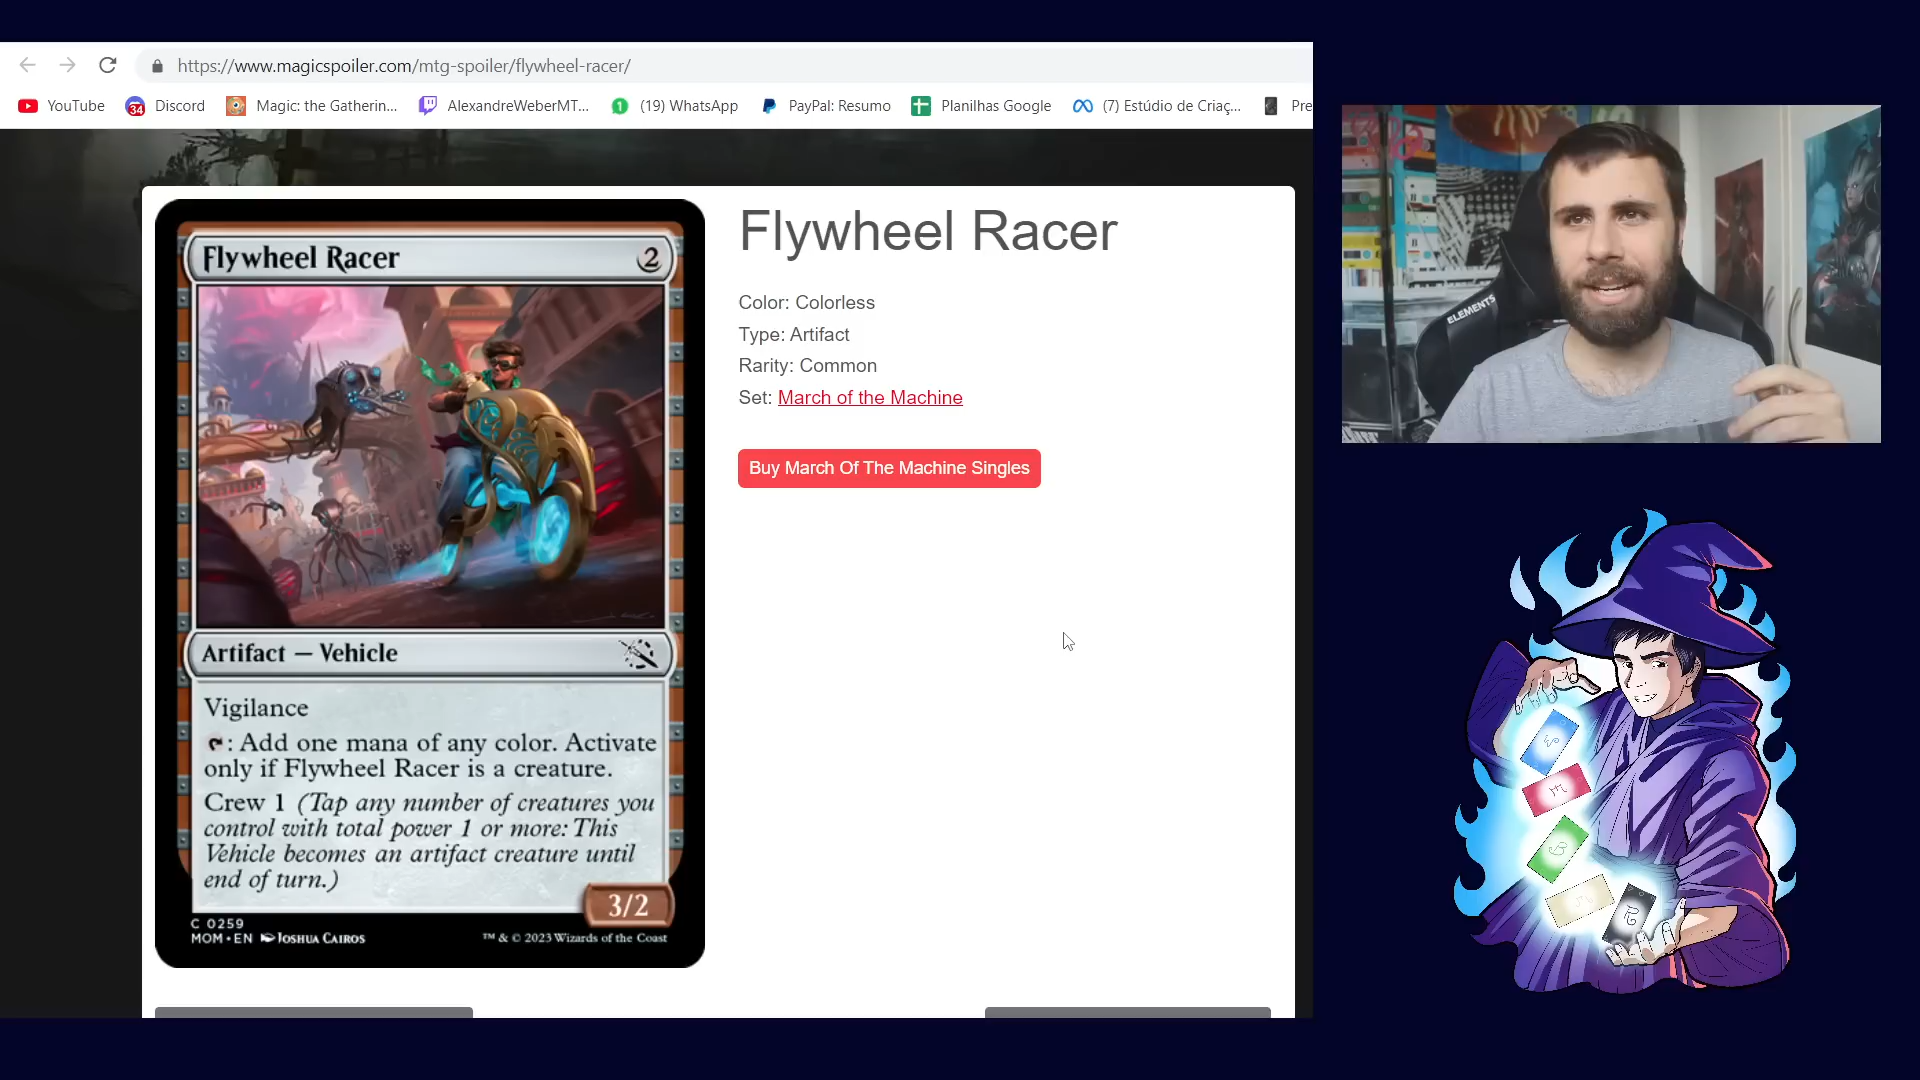 https://www.magicspoiler.com/mtg-spoiler/flywheel-racer/
YouTube
34
Discord
Magic: the Gatherin...
AlexandreWeberMT...
1
(19) WhatsApp
PayPal: Resumo
Planilhas Google
(7) Estúdio de Criaç...
Pre
Flywheel Racer
2
Artifact — Vehicle
Vigilance
: Add one mana of any color. Activate
only if Flywheel Racer is a creature.
Crew 1 (Tap any number of creatures you
control with total power 1 or more: This
Vehicle becomes an artifact creature until
end of turn.)
3/2
C 0259
MOM • EN Joshua Cairos
™ & © 2023 Wizards of the Coast
Flywheel Racer
Color: Colorless
Type: Artifact
Rarity: Common
Set: March of the Machine
Buy March Of The Machine Singles
ELEMENTS